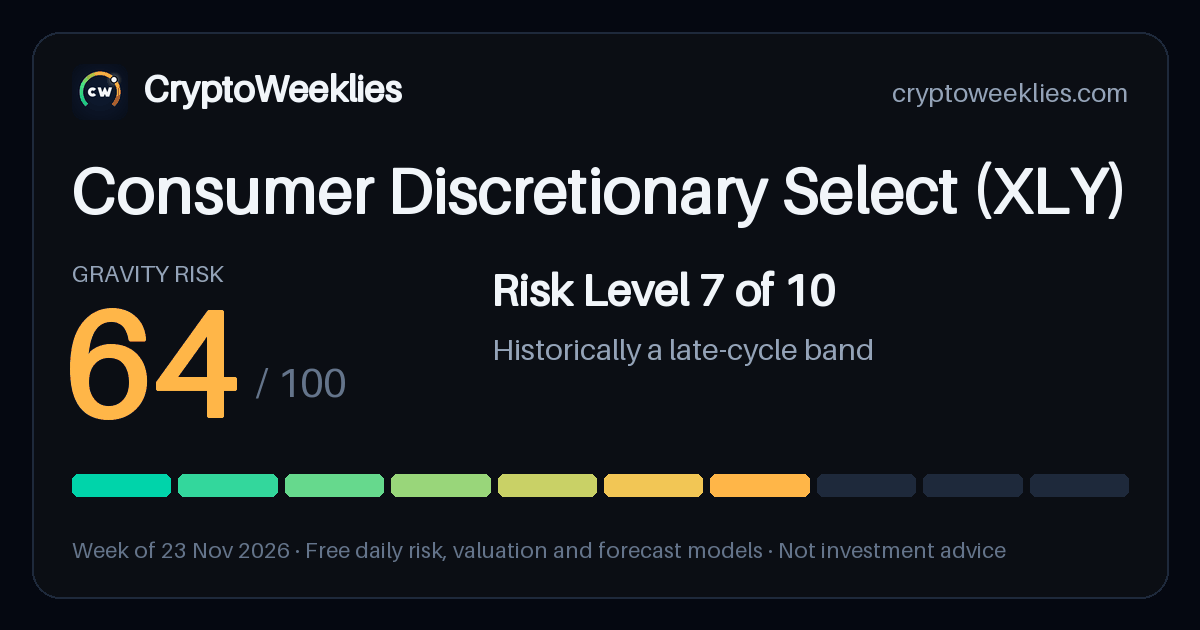 CW
CryptoWeeklies
cryptoweeklies.com
Consumer Discretionary Select (XLY)
GRAVITY RISK
64 / 100
Risk Level 7 of 10
Historically a late-cycle band
Week of 23 Nov 2026 · Free daily risk, valuation and forecast models · Not investment advice